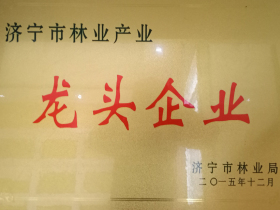 济宁市林业产业
龙头企业
济宁市林业局
二〇一五年十二月